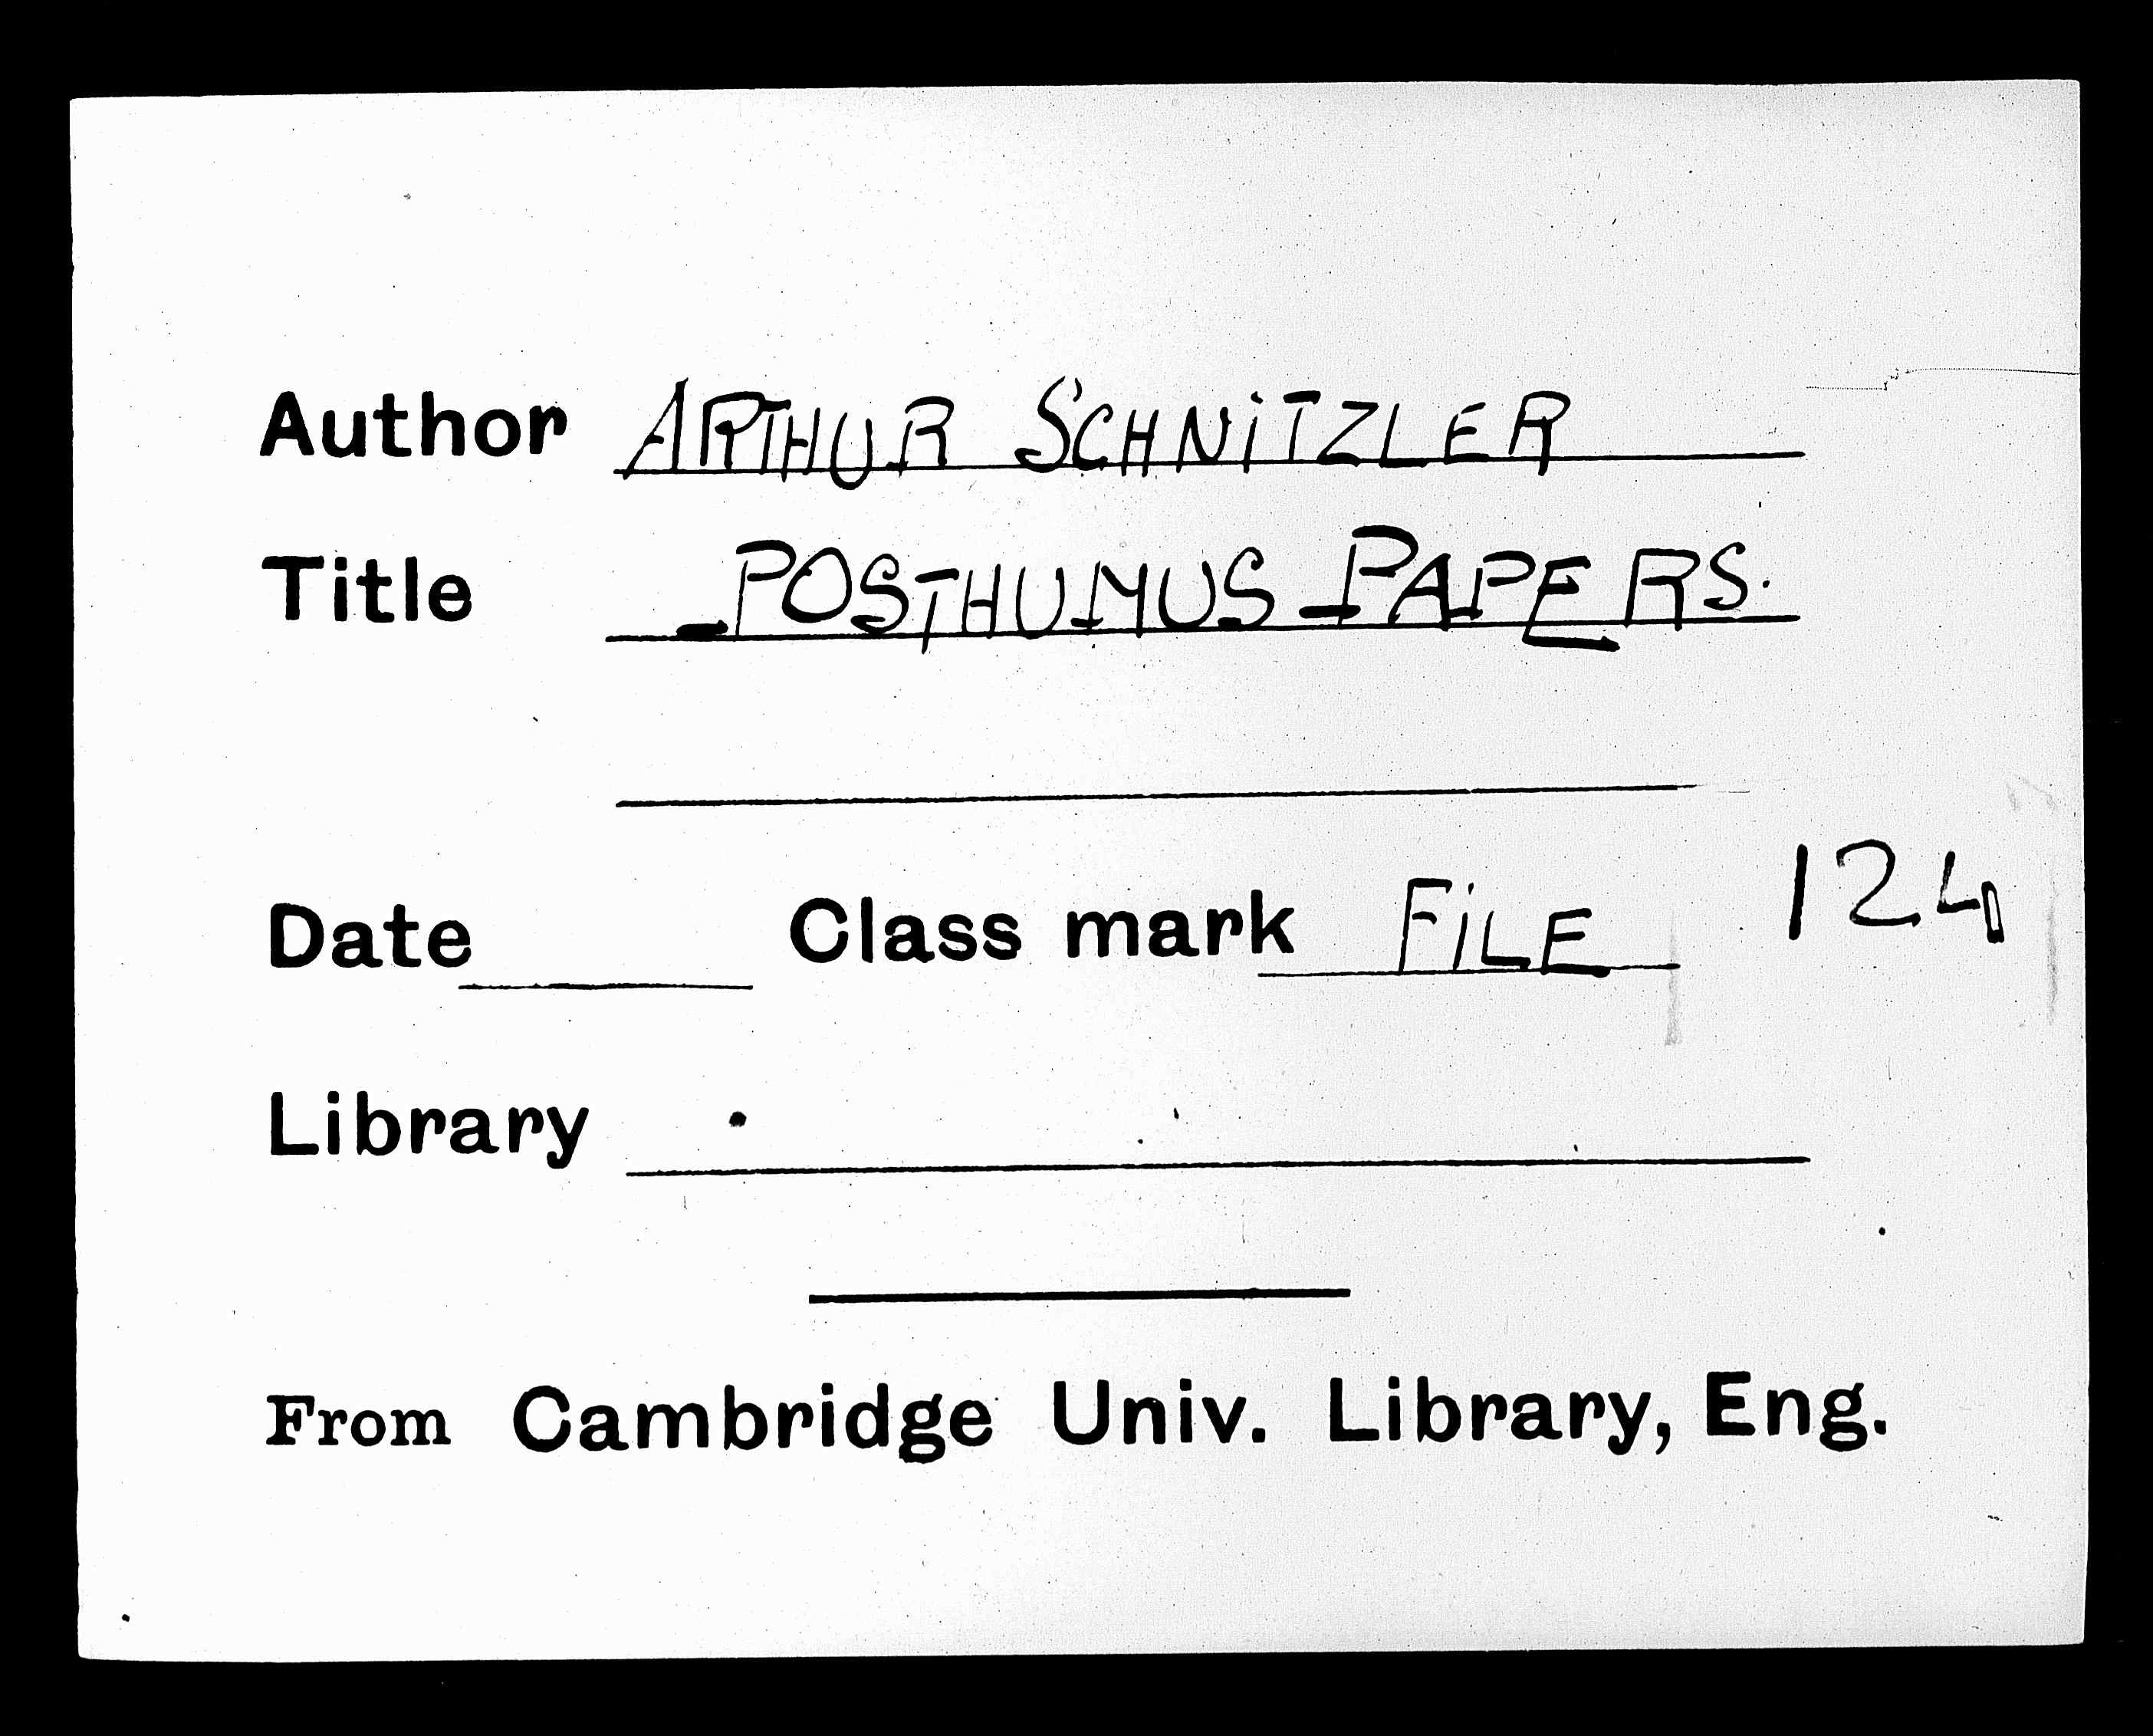 Author ARTHUR SCHNiTZLER
Title POSTHUMUS PAPERS.
Date Class mark FiLE 124
Library
From Cambridge Univ. Library, Eng.